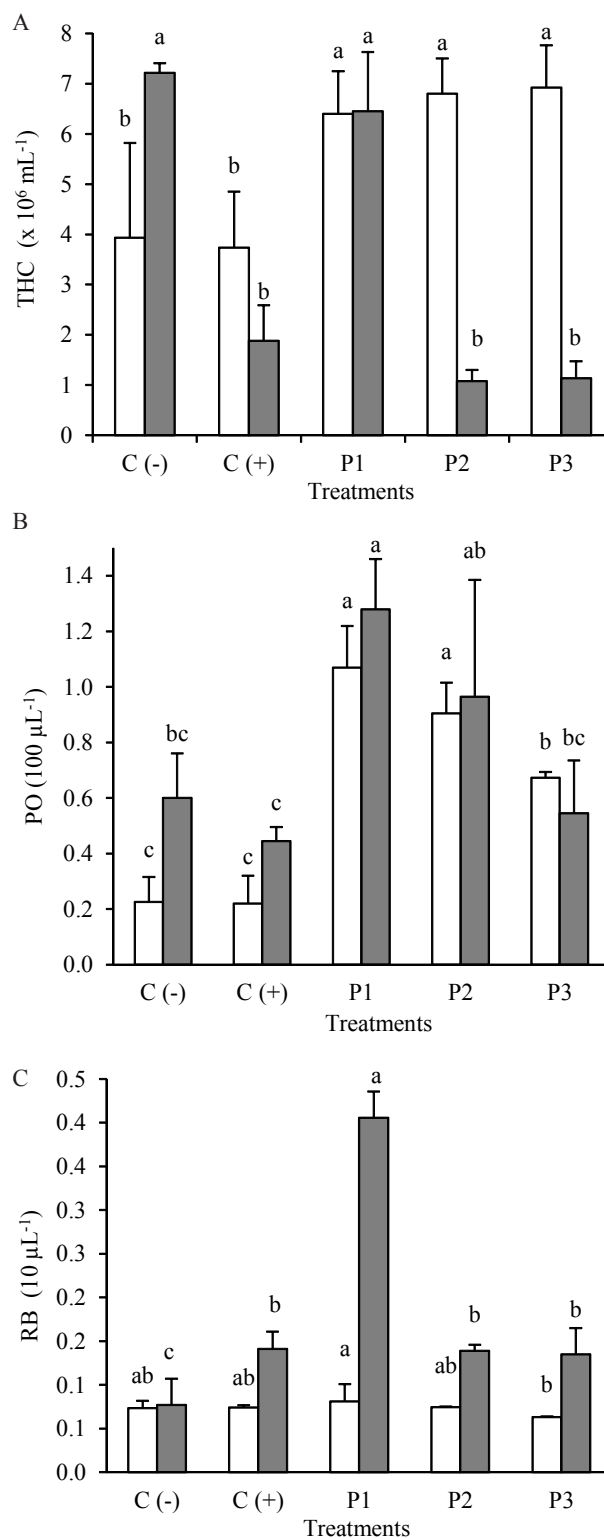 A
8
7
6
5
4
3
2
1
0
THC (x 10⁶ mL⁻¹)
b a b b a a a b a b
C (-) C (+) P1 P2 P3
Treatments
B
1.4
1.2
1.0
0.8
0.6
0.4
0.2
0.0
PO (100 µL⁻¹)
c bc c c a a a ab b bc
C (-) C (+) P1 P2 P3
Treatments
C
0.5
0.4
0.4
0.3
0.3
0.2
0.2
0.1
0.1
0.0
RB (10 µL⁻¹)
ab c ab b a a ab b b b
C (-) C (+) P1 P2 P3
Treatments